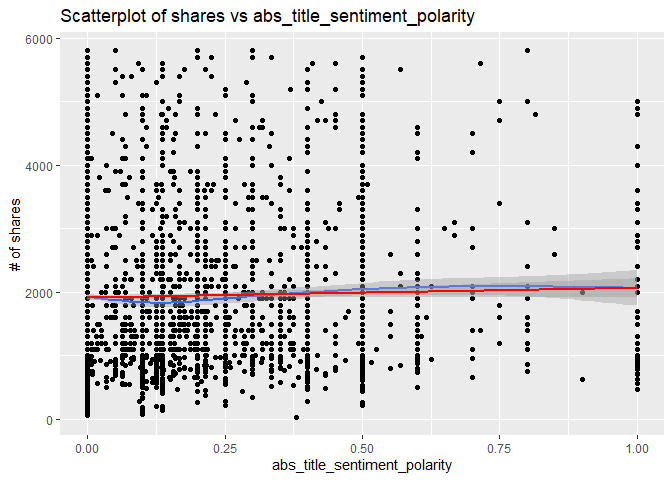 Scatterplot of shares vs abs_title_sentiment_polarity
6000
4000
2000
0
# of shares
0.00 0.25 0.50 0.75 1.00
abs_title_sentiment_polarity